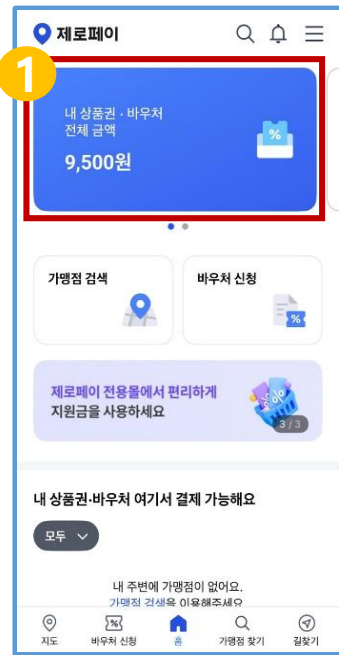 제로페이
1
내 상품권 · 바우처
전체 금액
%
9,500원
가맹점 검색
바우처 신청
%
제로페이 전용몰에서 편리하게
지원금을 사용하세요
3 / 3
내 상품권·바우처 여기서 결제 가능해요
모두
내 주변에 가맹점이 없어요.
가맹점 검색을 이용해주세요
지도
바우처 신청
홈
가맹점 찾기
길찾기